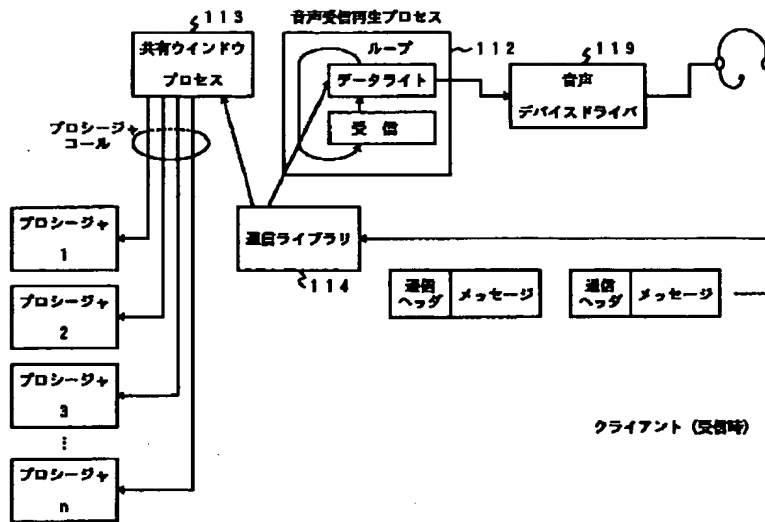 113
共有ウインドウ
プロセス
音声受信再生プロセス
ループ
データライト
受信
112
119
音声
デバイスドライバ
プロシージャ
コール
通信ライブラリ
114
プロシージャ
1
プロシージャ
2
プロシージャ
3
⋮
プロシージャ
n
通信
ヘッダ
メッセージ
通信
ヘッダ
メッセージ
クライアント(受信時)